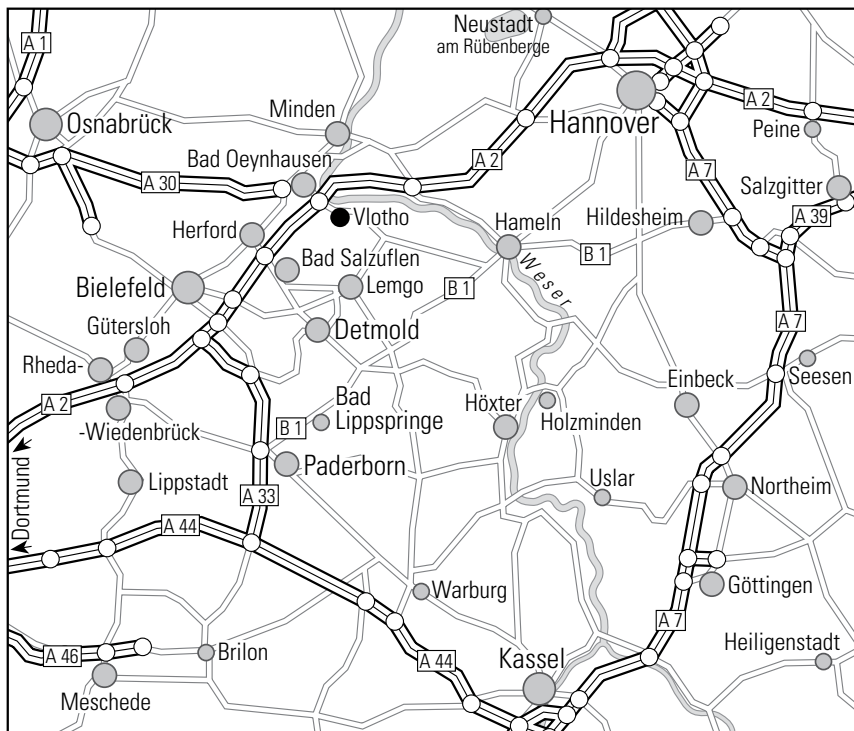 A 1
Neustadt
am Rübenberge
Osnabrück
Minden
Hannover
A 2
Peine
Bad Oeynhausen
A 2
A 7
A 30
Salzgitter
Vlotho
Hameln
Hildesheim
A 39
Herford
B 1
Weser
Bad Salzuflen
Bielefeld
Lemgo
B 1
Gütersloh
Detmold
A 7
Rheda-
Seesen
A 2
Bad
Lippspringe
Höxter
Einbeck
Holzminden
-Wiedenbrück
B 1
Paderborn
Lippstadt
Uslar
Northeim
A 33
Dortmund
A 44
Warburg
Göttingen
A 7
Brilon
A 46
A 44
Kassel
Heiligenstadt
Meschede